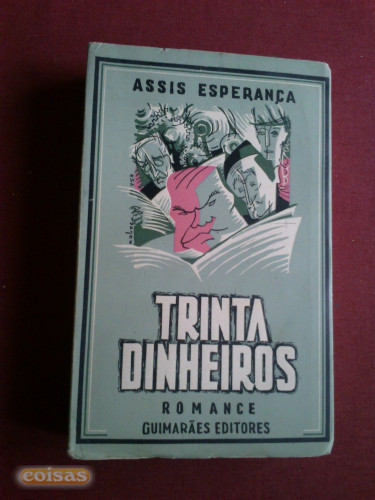 ASSIS ESPERANÇA
TRINTA
DINHEIROS
ROMANCE
GUIMARÃES EDITORES
coisas